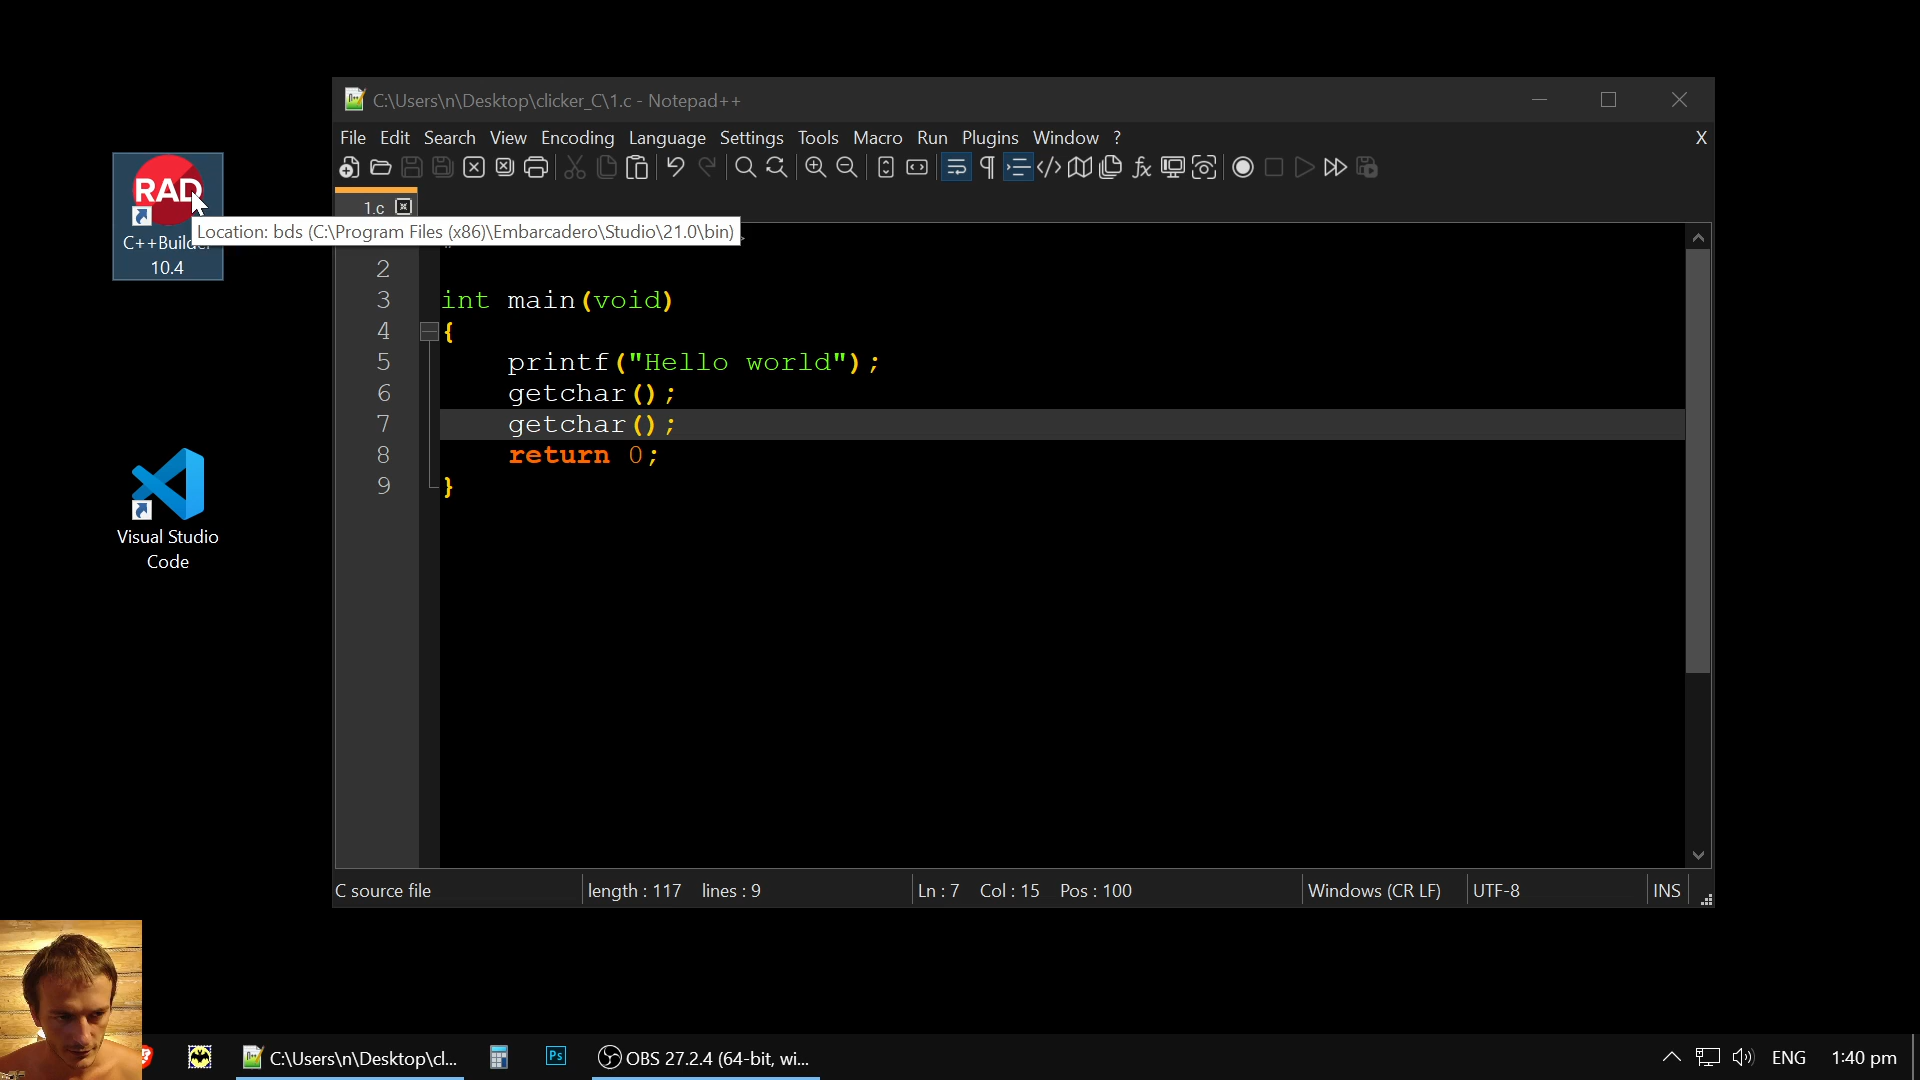 C:\Users\n\Desktop\clicker_C\1.c - Notepad++
File Edit Search View Encoding Language Settings Tools Macro Run Plugins Window ? X
1.c
RAD
C++Builder
10.4
Location: bds (C:\Program Files (x86)\Embarcadero\Studio\21.0\bin)
2
3 int main(void)
4 {
5 printf("Hello world");
6 getchar();
7 getchar();
8 return 0;
9 }
Visual Studio
Code
C source file length : 117 lines : 9 Ln : 7 Col : 15 Pos : 100 Windows (CR LF) UTF-8 INS
C:\Users\n\Desktop\cl... Ps OBS 27.2.4 (64-bit, wi... ENG 1:40 pm